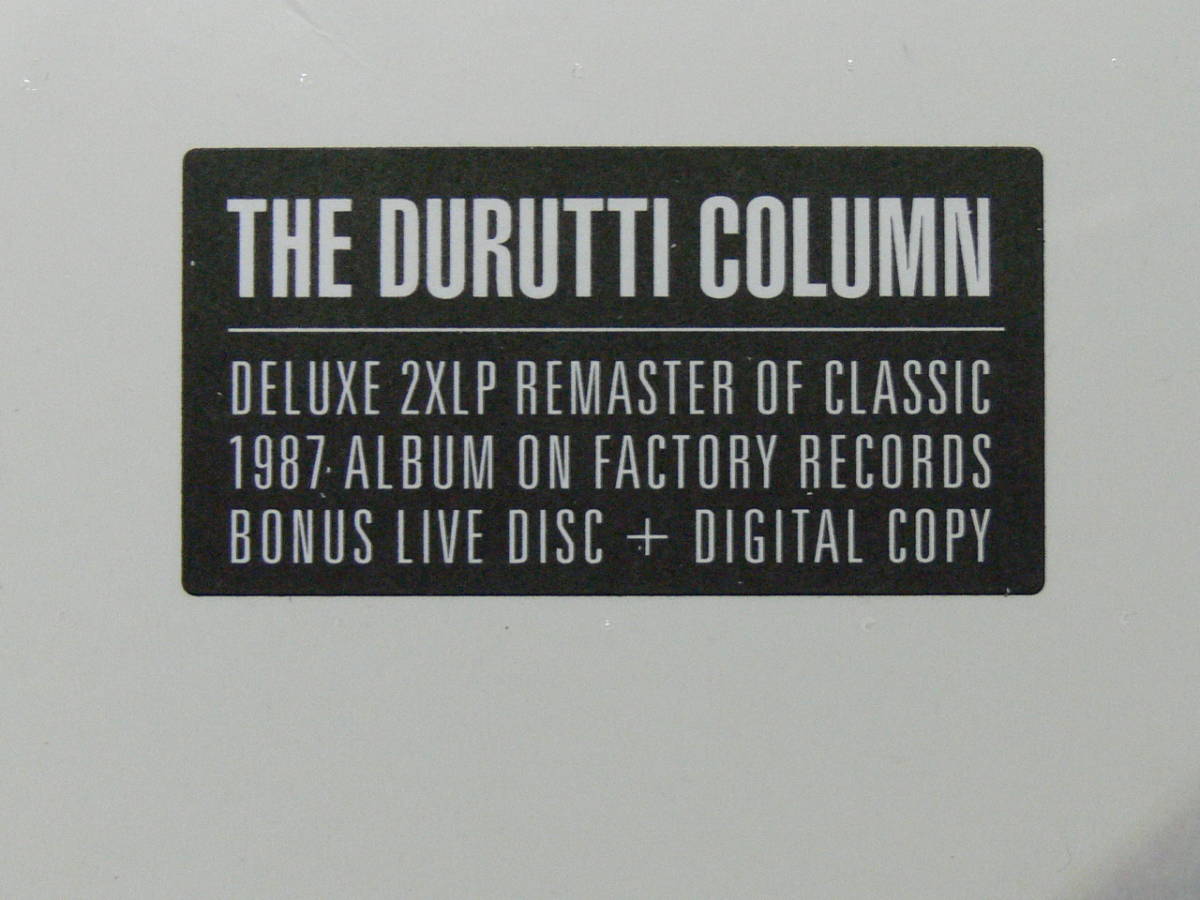 THE DURUTTI COLUMN
DELUXE 2XLP REMASTER OF CLASSIC
1987 ALBUM ON FACTORY RECORDS
BONUS LIVE DISC + DIGITAL COPY